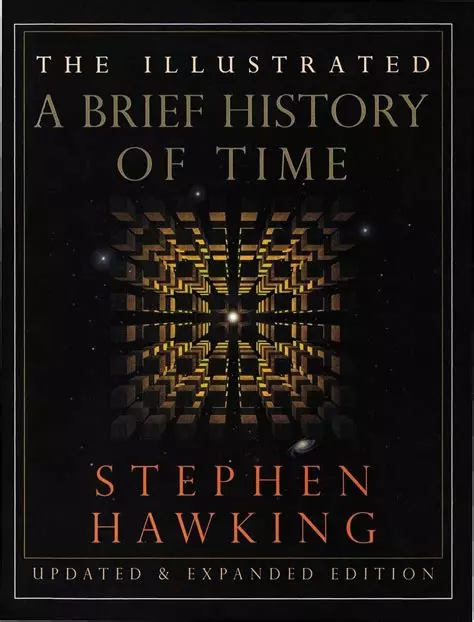 THE ILLUSTRATED
A BRIEF HISTORY
OF TIME
STEPHEN
HAWKING
UPDATED & EXPANDED EDITION